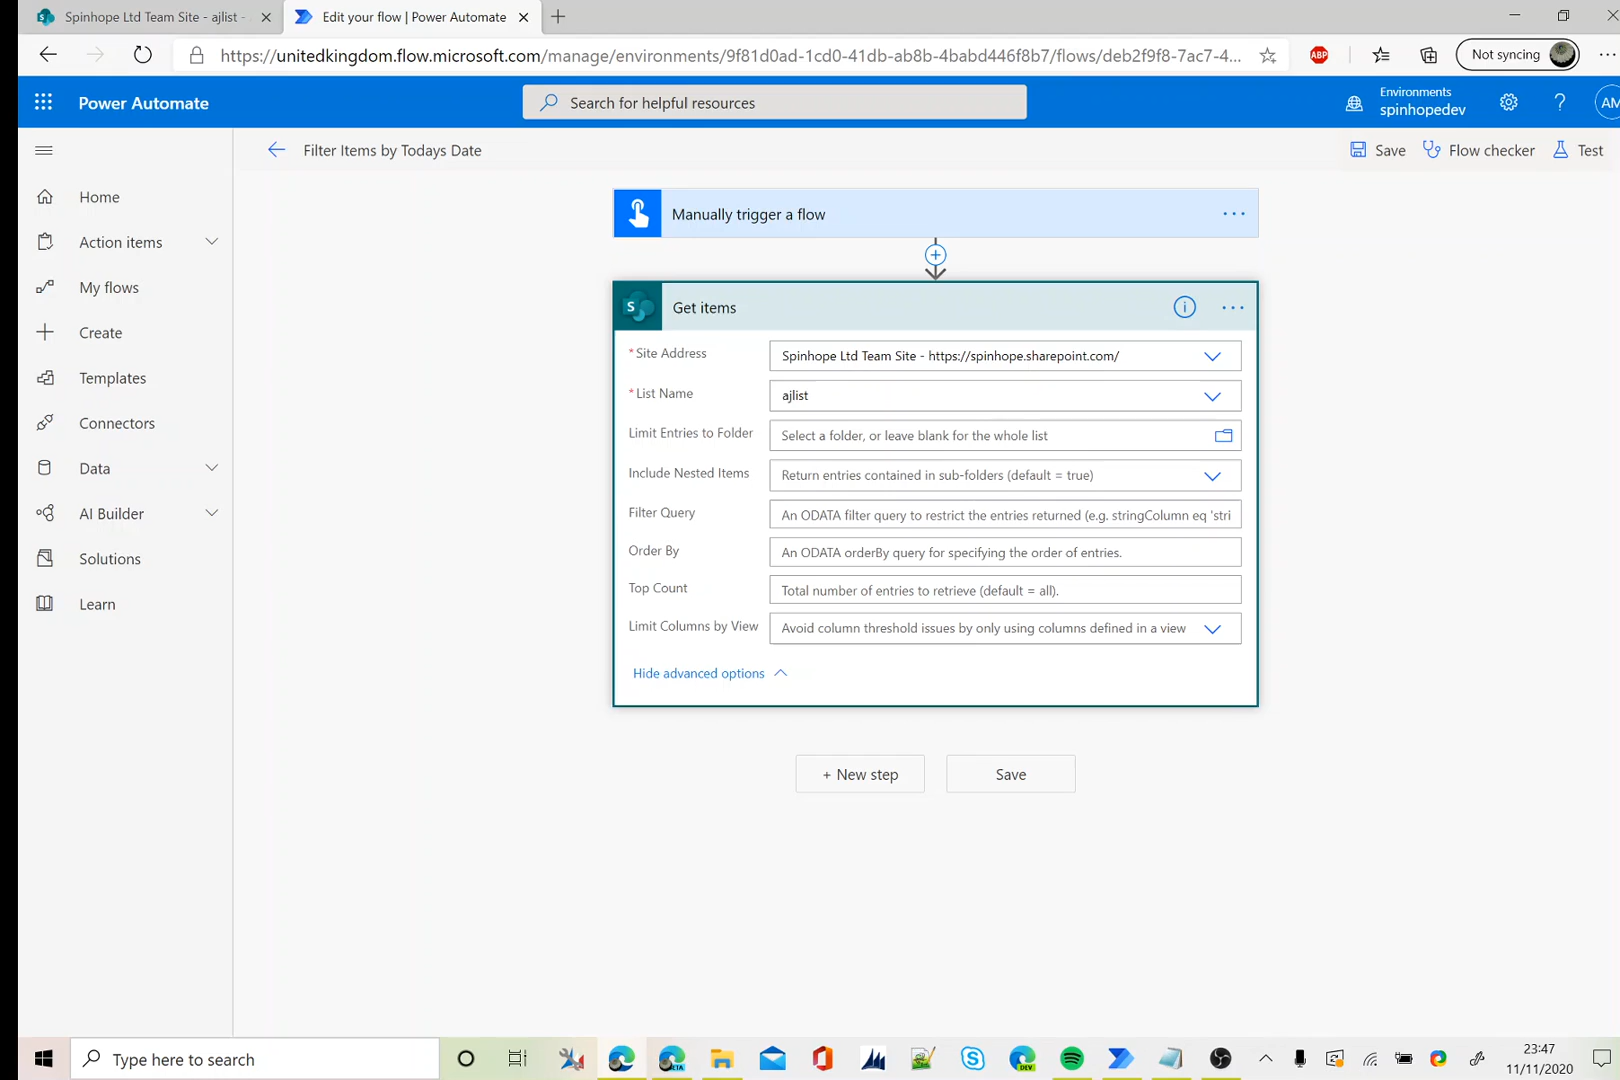 Spinhope Ltd Team Site - ajlist -
Edit your flow | Power Automate
https://unitedkingdom.flow.microsoft.com/manage/environments/9f81d0ad-1cd0-41db-ab8b-4babd446f8b7/flows/deb2f9f8-7ac7-4...
ABP
Not syncing
Power Automate
Search for helpful resources
Environments
spinhopedev
AM
Filter Items by Todays Date
Save
Flow checker
Test
Home
Action items
My flows
Create
Templates
Connectors
Data
AI Builder
Solutions
Learn
Manually trigger a flow
S
Get items
*Site Address
Spinhope Ltd Team Site - https://spinhope.sharepoint.com/
*List Name
ajlist
Limit Entries to Folder
Select a folder, or leave blank for the whole list
Include Nested Items
Return entries contained in sub-folders (default = true)
Filter Query
An ODATA filter query to restrict the entries returned (e.g. stringColumn eq 'stri
Order By
An ODATA orderBy query for specifying the order of entries.
Top Count
Total number of entries to retrieve (default = all).
Limit Columns by View
Avoid column threshold issues by only using columns defined in a view
Hide advanced options
+ New step
Save
Type here to search
BETA
DEV
23:47
11/11/2020